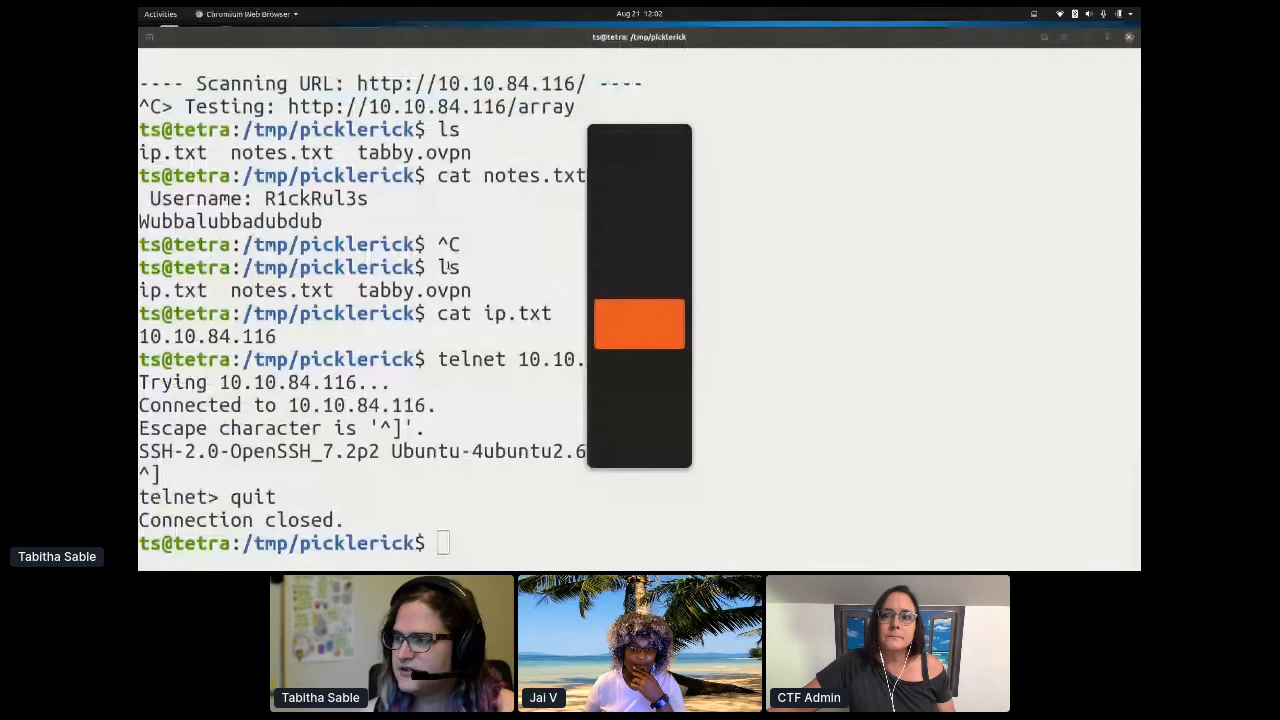 Activities
Chromium Web Browser
Aug 21 12:02
ts@tetra: /tmp/picklerick
---- Scanning URL: http://10.10.84.116/ ----
^C> Testing: http://10.10.84.116/array
ts@tetra:/tmp/picklerick$ ls
ip.txt  notes.txt  tabby.ovpn
ts@tetra:/tmp/picklerick$ cat notes.txt
Username: R1ckRul3s
Wubbalubbadubdub
ts@tetra:/tmp/picklerick$ ^C
ts@tetra:/tmp/picklerick$ ls
ip.txt  notes.txt  tabby.ovpn
ts@tetra:/tmp/picklerick$ cat ip.txt
10.10.84.116
ts@tetra:/tmp/picklerick$ telnet 10.10.
Trying 10.10.84.116...
Connected to 10.10.84.116.
Escape character is '^]'.
SSH-2.0-OpenSSH_7.2p2 Ubuntu-4ubuntu2.6
^]
telnet> quit
Connection closed.
ts@tetra:/tmp/picklerick$
Tabitha Sable
Tabitha Sable
Jai V
CTF Admin